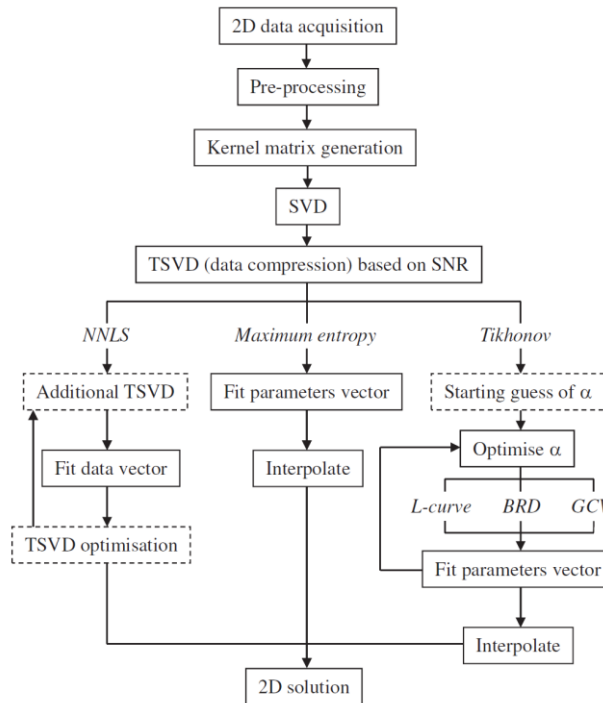 2D data acquisition
Pre-processing
Kernel matrix generation
SVD
TSVD (data compression) based on SNR
NNLS
Maximum entropy
Tikhonov
Additional TSVD
Fit parameters vector
Starting guess of α
Fit data vector
Interpolate
Optimise α
L-curve
BRD
GCV
TSVD optimisation
Fit parameters vector
Interpolate
2D solution